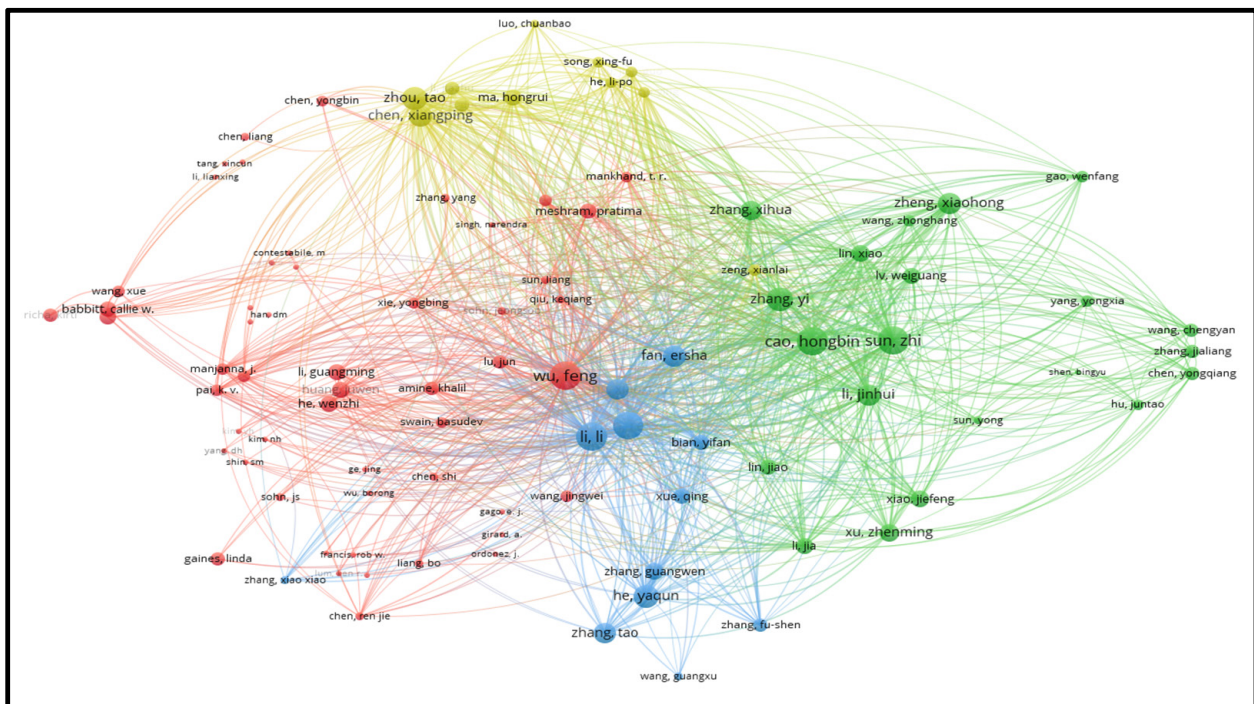 luo, chuanbao
song, xing-fu
he, li-po
zhou, tao
ma, hongrui
chen, yongbin
chen, xiangping
chen, liang
tang, xincun
li, lianxing
mankhand, t. r.
gao, wenfang
zhang, yang
meshram, pratima
zhang, xihua
zheng, xiaohong
wang, zhonghang
singh, narendra
contestabile, m
lin, xiao
sun, liang
zeng, xianlai
lv, weiguang
wang, xue
qiu, keqiang
zhang, yi
yang, yongxia
xie, yongbing
babbitt, callie w.
han, dm
wang, chengyan
cao, hongbin
sun, zhi
zhang, jialiang
fan, ersha
lu, jun
manjanna, j.
li, guangming
wu, feng
shen, bingyu
chen, yongqiang
pai, k. v.
amine, khalil
li, jinhui
he, wenzhi
hu, juntao
swain, basudev
sun, yong
kim, nh
li, li
bian, yifan
yang, dh
shin, sm
ge, jing
chen, shi
lin, jiao
sohn, js
wu, borong
wang, jingwei
xue, qing
xiao, jiefeng
gago, e. j.
girard, a.
xu, zhenming
ordonez, j.
li, jia
gaines, linda
francis, rob w.
liang, bo
zhang, xiao xiao
zhang, guangwen
he, yaqun
chen, ren jie
zhang, tao
zhang, fu-shen
wang, guangxu